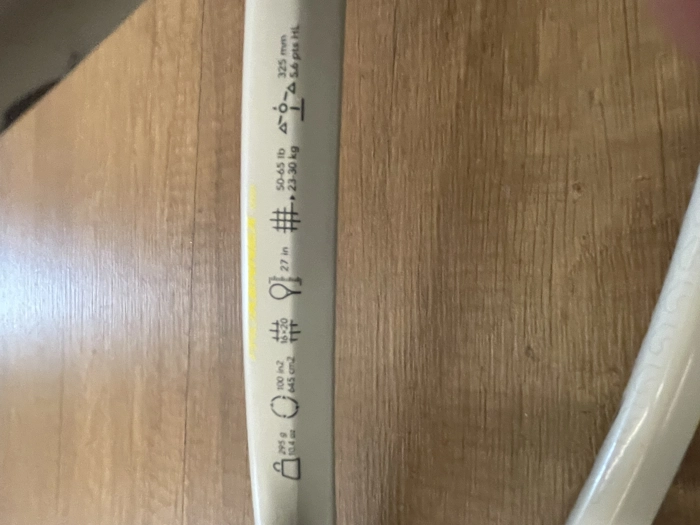 295 g
10.4 oz
100 in2
645 cm2
16×20
27 in
50-65 lb
23-30 kg
325 mm
5.6 pts HL